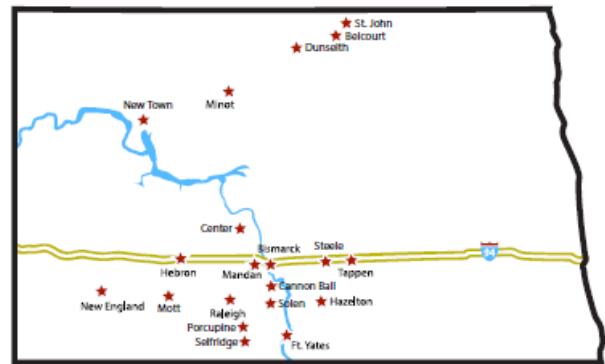 St. John
Belcourt
Dunseith
Minot
New Town
Center
Bismarck
Steele
94
Hebron
Mandan
Tappen
Cannon Ball
New England
Mott
Raleigh
Solen
Hazelton
Porcupine
Selfridge
Ft. Yates